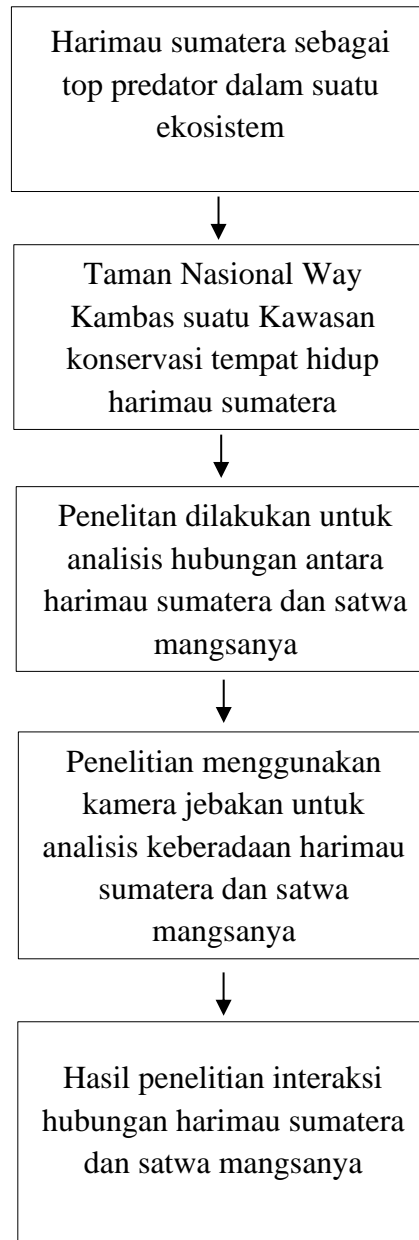 Harimau sumatera sebagai
top predator dalam suatu
ekosistem
Taman Nasional Way
Kambas suatu Kawasan
konservasi tempat hidup
harimau sumatera
Penelitan dilakukan untuk
analisis hubungan antara
harimau sumatera dan satwa
mangsanya
Penelitian menggunakan
kamera jebakan untuk
analisis keberadaan harimau
sumatera dan satwa
mangsanya
Hasil penelitian interaksi
hubungan harimau sumatera
dan satwa mangsanya